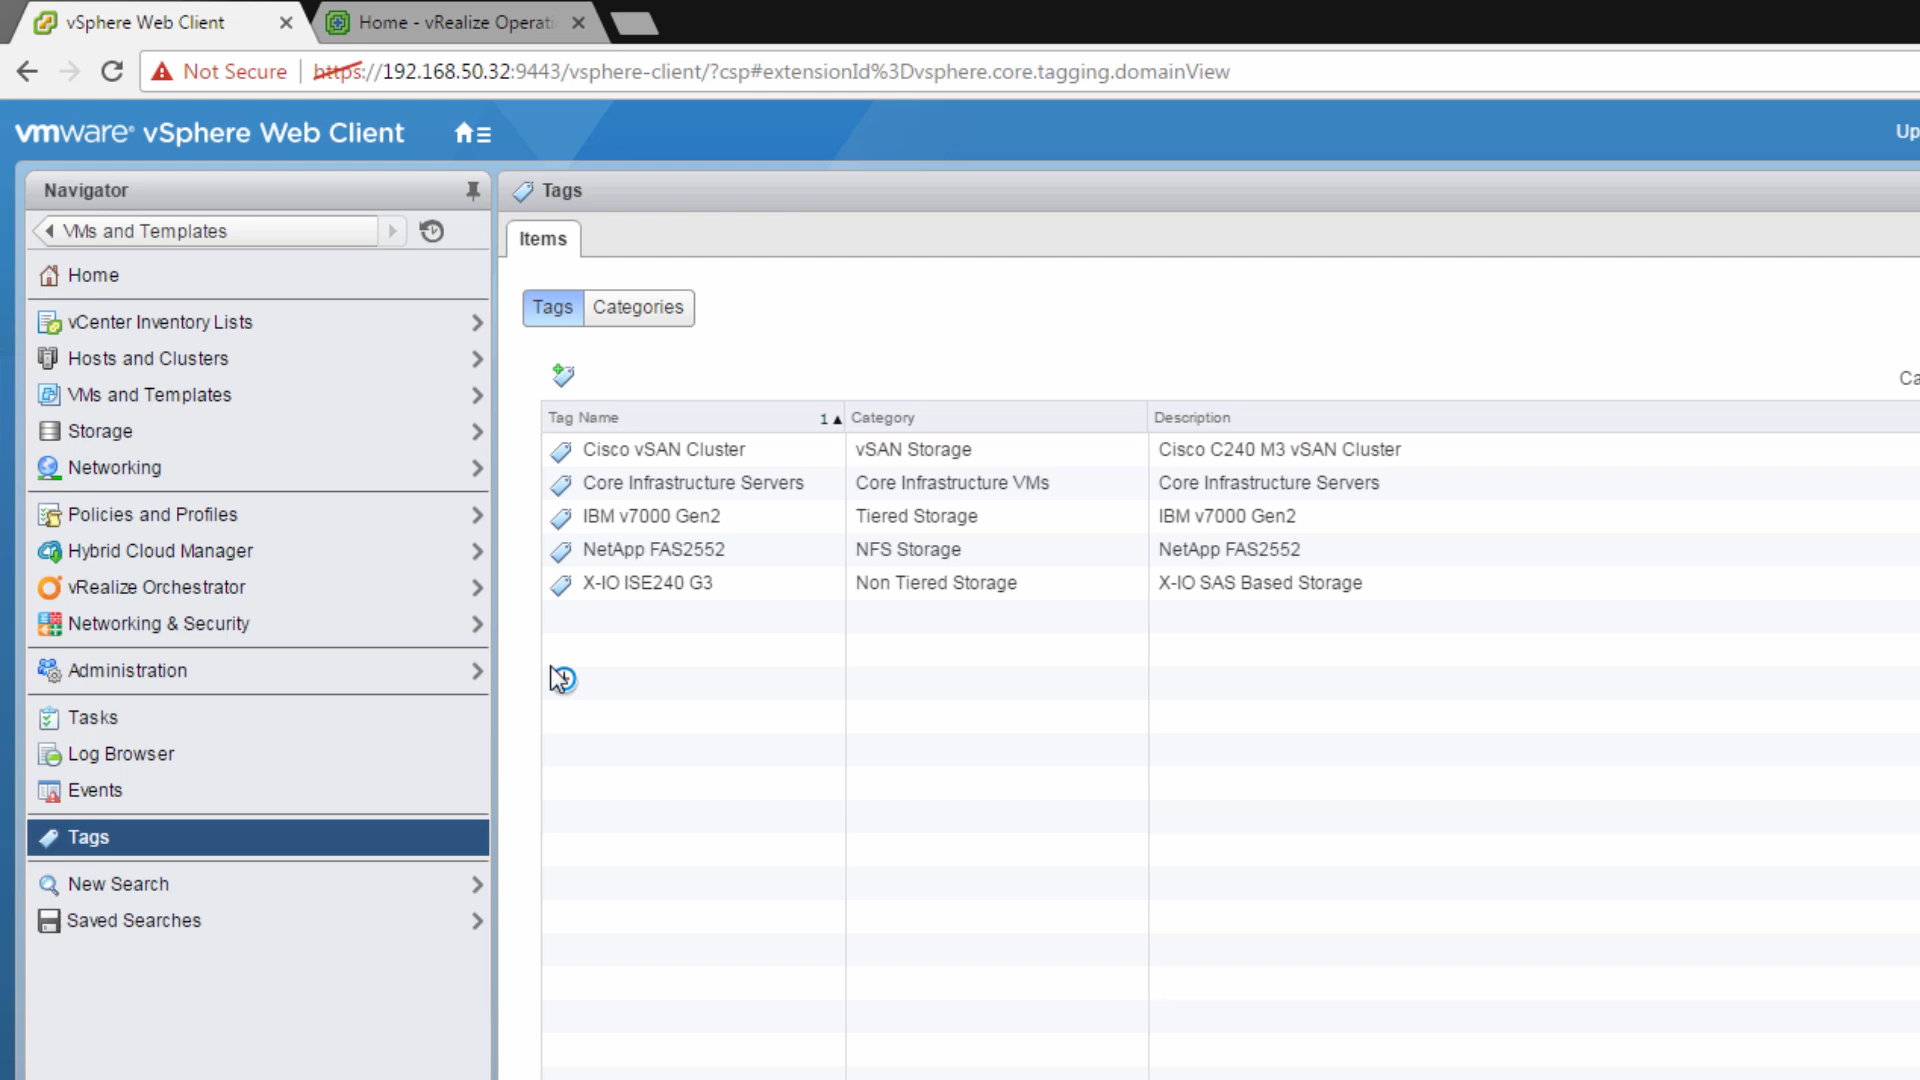 vSphere Web Client
Home - vRealize Operati
Not Secure
https://192.168.50.32:9443/vsphere-client/?csp#extensionId%3Dvsphere.core.tagging.domainView
vmware® vSphere Web Client
Up
Navigator
VMs and Templates
Home
vCenter Inventory Lists
Hosts and Clusters
VMs and Templates
Storage
Networking
Policies and Profiles
Hybrid Cloud Manager
vRealize Orchestrator
Networking & Security
Administration
Tasks
Log Browser
Events
Tags
New Search
Saved Searches
Tags
Items
Tags Categories
Ca
Tag Name 1 ▲ Category Description
Cisco vSAN Cluster vSAN Storage Cisco C240 M3 vSAN Cluster
Core Infrastructure Servers Core Infrastructure VMs Core Infrastructure Servers
IBM v7000 Gen2 Tiered Storage IBM v7000 Gen2
NetApp FAS2552 NFS Storage NetApp FAS2552
X-IO ISE240 G3 Non Tiered Storage X-IO SAS Based Storage